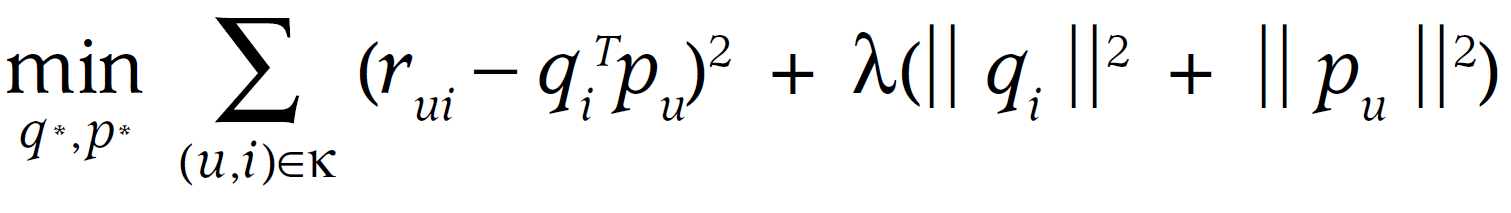 min q*,p* ∑ (u,i)∈κ (r_ui − q_i^T p_u)² + λ(|| q_i ||² + || p_u ||²)